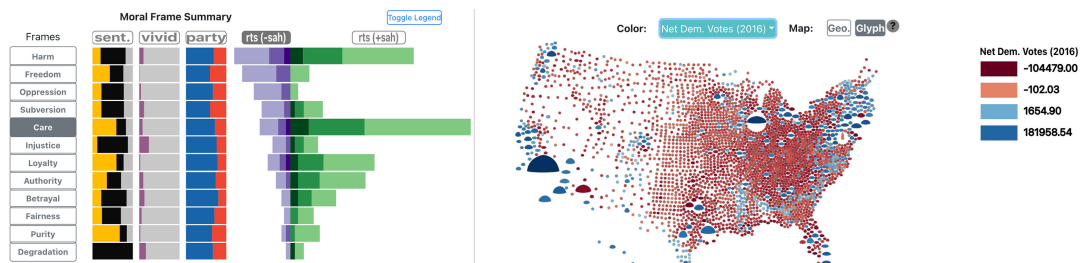 Moral Frame Summary
Toggle Legend
Frames
sent. vivid party rts (-sah) rts (+sah)
Harm
Freedom
Oppression
Subversion
Care
Injustice
Loyalty
Authority
Betrayal
Fairness
Purity
Degradation
Color: Net Dem. Votes (2016) Map: Geo. Glyph ?
Net Dem. Votes (2016)
-104479.00
-102.03
1654.90
181958.54